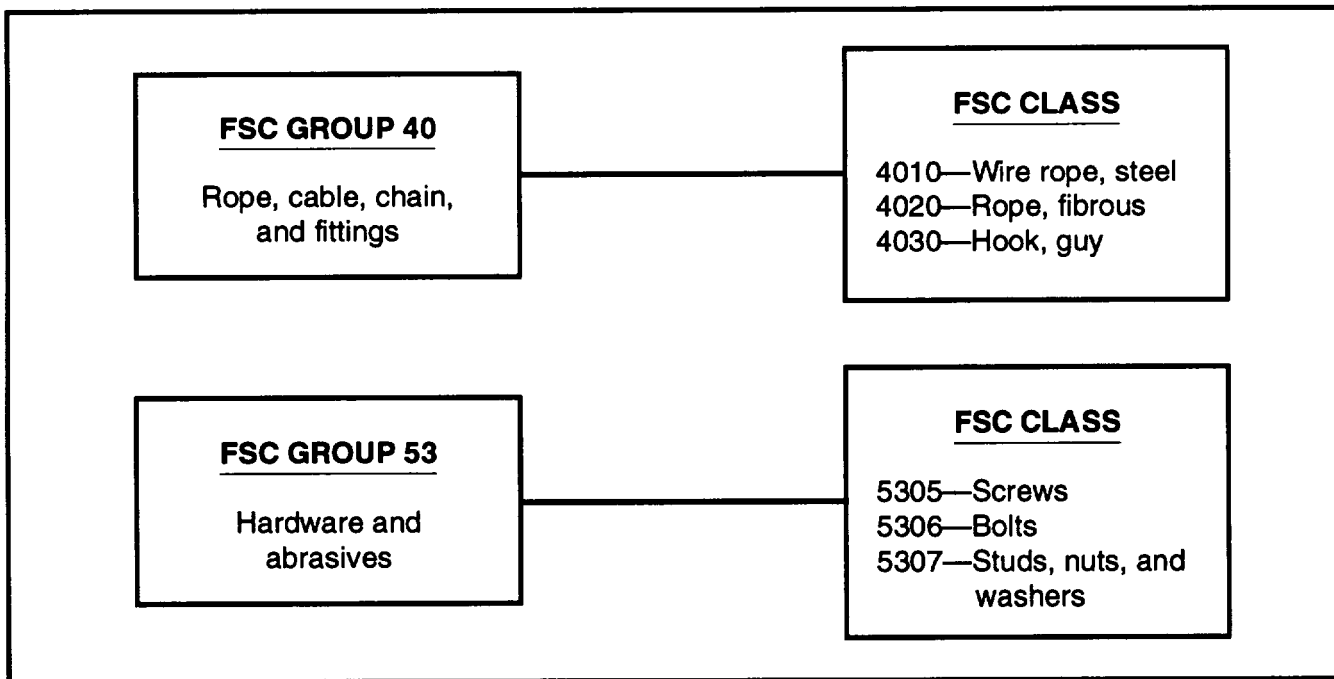 FSC GROUP 40
Rope, cable, chain,
and fittings
FSC CLASS
4010—Wire rope, steel
4020—Rope, fibrous
4030—Hook, guy
FSC GROUP 53
Hardware and
abrasives
FSC CLASS
5305—Screws
5306—Bolts
5307—Studs, nuts, and
washers